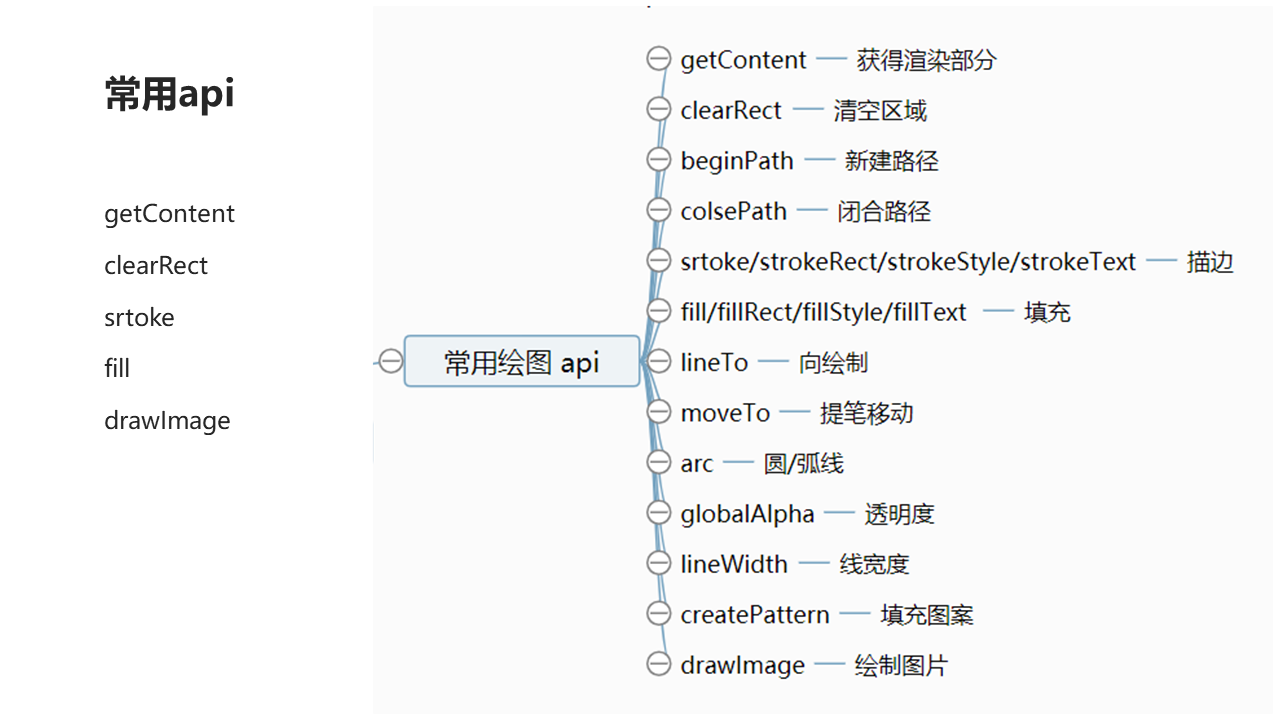 常用api
getContent
clearRect
srtoke
fill
drawImage
常用绘图 api
getContent 获得渲染部分
clearRect 清空区域
beginPath 新建路径
colsePath 闭合路径
srtoke/strokeRect/strokeStyle/strokeText 描边
fill/fillRect/fillStyle/fillText 填充
lineTo 向绘制
moveTo 提笔移动
arc 圆/弧线
globalAlpha 透明度
lineWidth 线宽度
createPattern 填充图案
drawImage 绘制图片